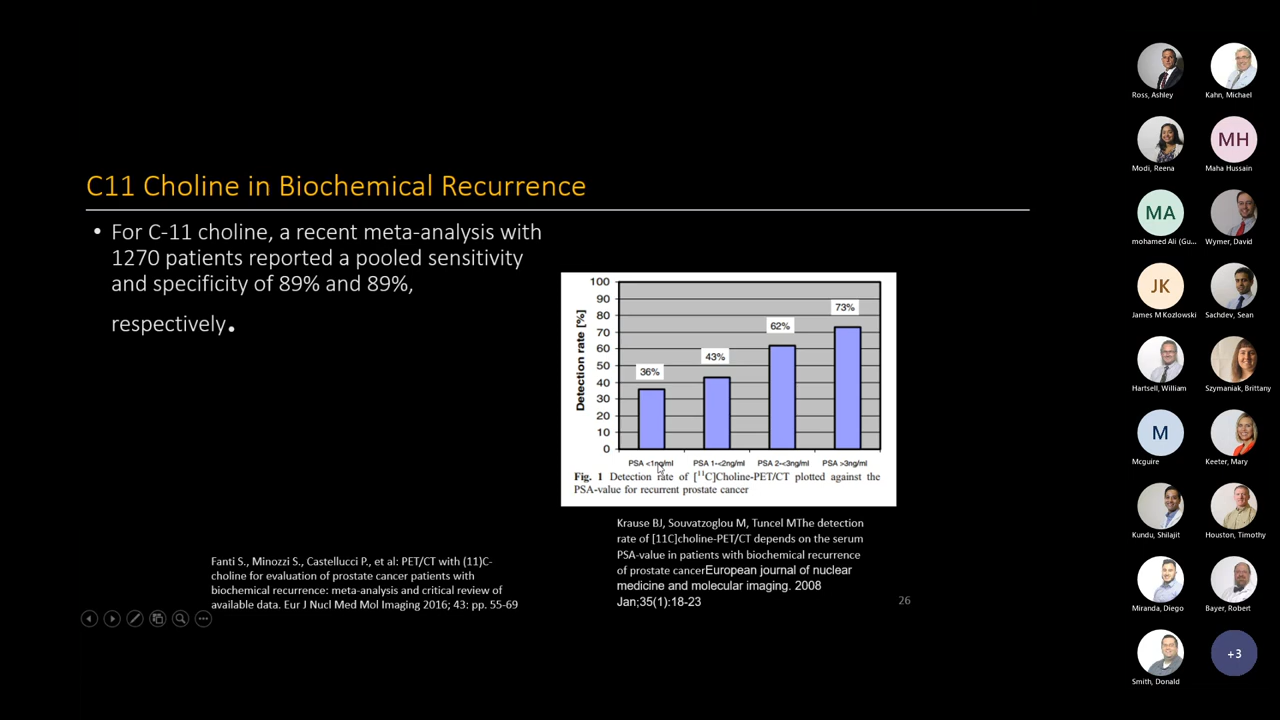 C11 Choline in Biochemical Recurrence
• For C-11 choline, a recent meta-analysis with
1270 patients reported a pooled sensitivity
and specificity of 89% and 89%,
respectively.
Detection rate [%]
100
90
80
70
60
50
40
30
20
10
0
36%
43%
62%
73%
PSA <1ng/ml
PSA 1-<2ng/ml
PSA 2-<3ng/ml
PSA >3ng/ml
Fig. 1 Detection rate of [11C]Choline-PET/CT plotted against the
PSA-value for recurrent prostate cancer
Krause BJ, Souvatzoglou M, Tuncel MThe detection
rate of [11C]choline-PET/CT depends on the serum
PSA-value in patients with biochemical recurrence
of prostate cancerEuropean journal of nuclear
medicine and molecular imaging. 2008
Jan;35(1):18-23
Fanti S., Minozzi S., Castellucci P., et al: PET/CT with (11)C-
choline for evaluation of prostate cancer patients with
biochemical recurrence: meta-analysis and critical review of
available data. Eur J Nucl Med Mol Imaging 2016; 43: pp. 55-69
26
Ross, Ashley
Kahn, Michael
Modi, Reena
MH
Maha Hussain
MA
mohamed Ali (Gu...
Wymer, David
JK
James M Kozlowski
Sachdev, Sean
Hartsell, William
Szymaniak, Brittany
M
Mcguire
Keeter, Mary
Kundu, Shilajit
Houston, Timothy
Miranda, Diego
Bayer, Robert
Smith, Donald
+3